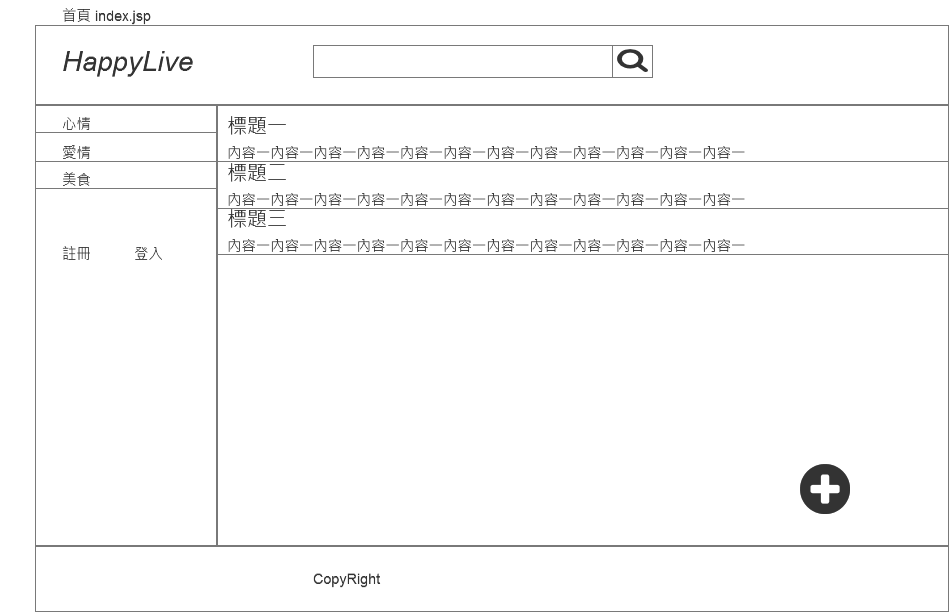 首頁 index.jsp
HappyLive
心情
愛情
美食
註冊
登入
標題一
內容一內容一內容一內容一內容一內容一內容一內容一內容一內容一內容一內容一
標題二
內容一內容一內容一內容一內容一內容一內容一內容一內容一內容一內容一內容一
標題三
內容一內容一內容一內容一內容一內容一內容一內容一內容一內容一內容一內容一
CopyRight